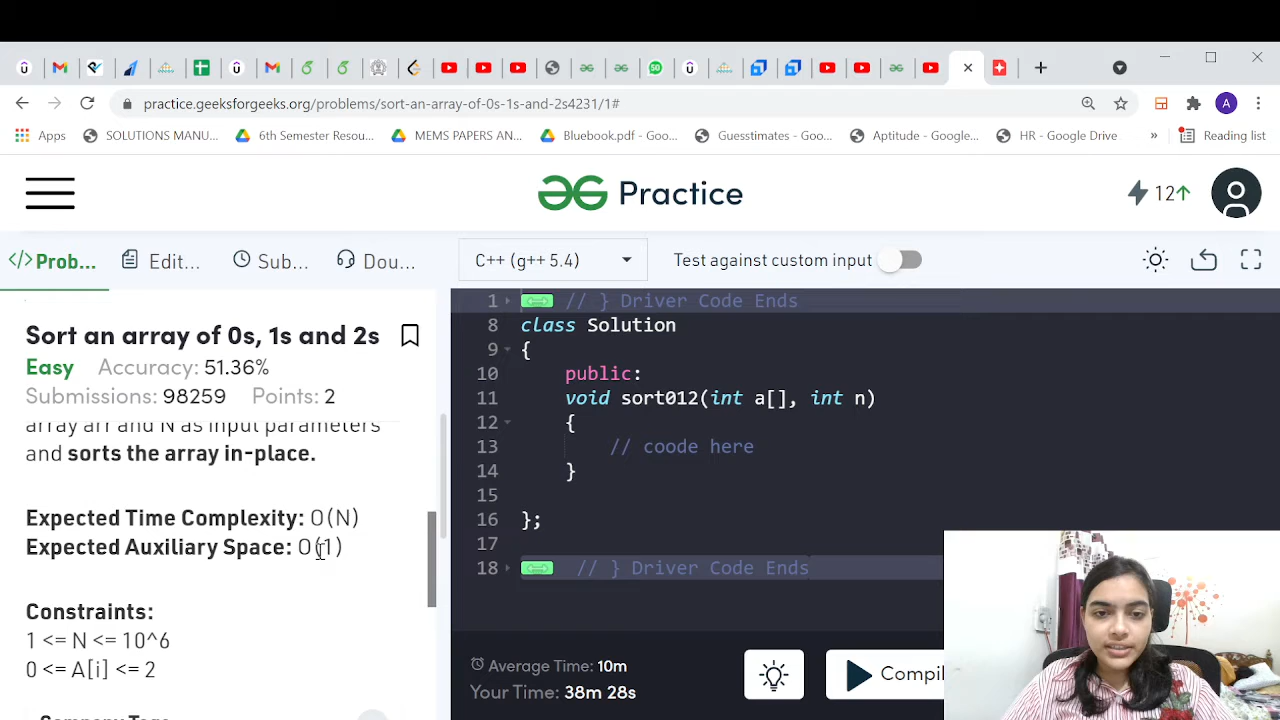 practice.geeksforgeeks.org/problems/sort-an-array-of-0s-1s-and-2s4231/1#
A
Apps SOLUTIONS MANU... 6th Semester Resou... MEMS PAPERS AN... Bluebook.pdf - Goo... Guesstimates - Goo... Aptitude - Google... HR - Google Drive » Reading list
Practice
12↑
</> Prob... Edit... Sub... Dou...
C++ (g++ 5.4) Test against custom input
Sort an array of 0s, 1s and 2s
Easy Accuracy: 51.36%
Submissions: 98259 Points: 2
array arr and N as input parameters
and sorts the array in-place.
Expected Time Complexity: O(N)
Expected Auxiliary Space: O(1)
Constraints:
1 <= N <= 10^6
0 <= A[i] <= 2
Company Tags
1 // } Driver Code Ends
8 class Solution
9 {
10 public:
11 void sort012(int a[], int n)
12 {
13 // coode here
14 }
15
16 };
17
18 // } Driver Code Ends
Average Time: 10m
Your Time: 38m 28s
Compil